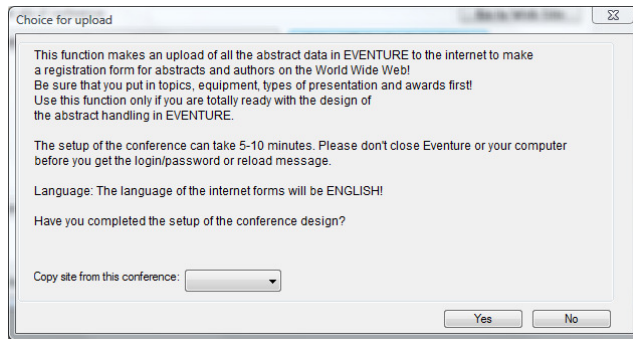 Choice for upload
This function makes an upload of all the abstract data in EVENTURE to the internet to make
a registration form for abstracts and authors on the World Wide Web!
Be sure that you put in topics, equipment, types of presentation and awards first!
Use this function only if you are totally ready with the design of
the abstract handling in EVENTURE.
The setup of the conference can take 5-10 minutes. Please don't close Eventure or your computer
before you get the login/password or reload message.
Language: The language of the internet forms will be ENGLISH!
Have you completed the setup of the conference design?
Copy site from this conference:
Yes No